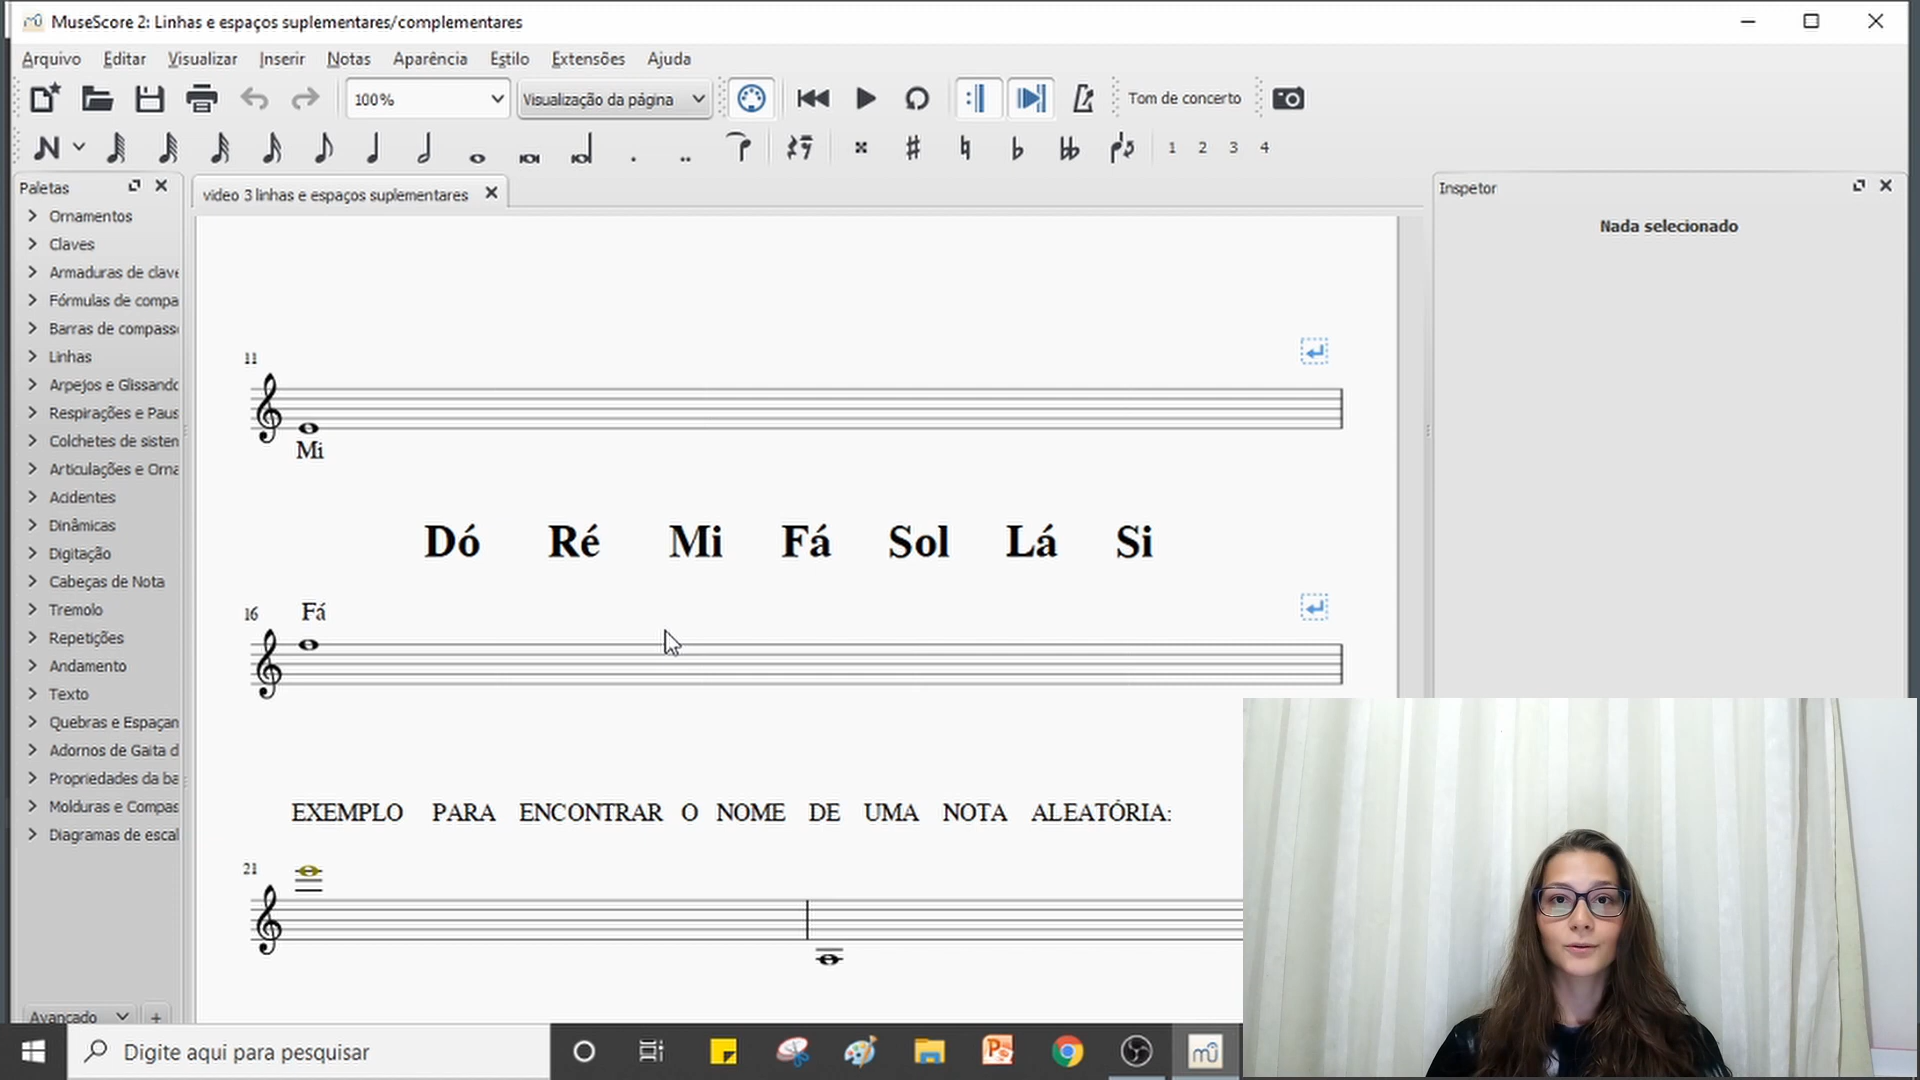 MuseScore 2: Linhas e espaços suplementares/complementares
Arquivo Editar Visualizar Inserir Notas Aparência Estilo Extensões Ajuda
100% Visualização da página Tom de concerto
1 2 3 4
Paletas
video 3 linhas e espaços suplementares
Inspetor
Nada selecionado
Ornamentos
Claves
Armaduras de clave
Fórmulas de compa
Barras de compasso
Linhas
Arpejos e Glissando
Respirações e Paus
Colchetes de sisten
Articulações e Orna
Acidentes
Dinâmicas
Digitação
Cabeças de Nota
Tremolo
Repetições
Andamento
Texto
Quebras e Espaçan
Adornos de Gaita d
Propriedades da ba
Molduras e Compas
Diagramas de escal
Avançado
11
Mi
Dó Ré Mi Fá Sol Lá Si
16 Fá
EXEMPLO PARA ENCONTRAR O NOME DE UMA NOTA ALEATÓRIA:
21
Digite aqui para pesquisar